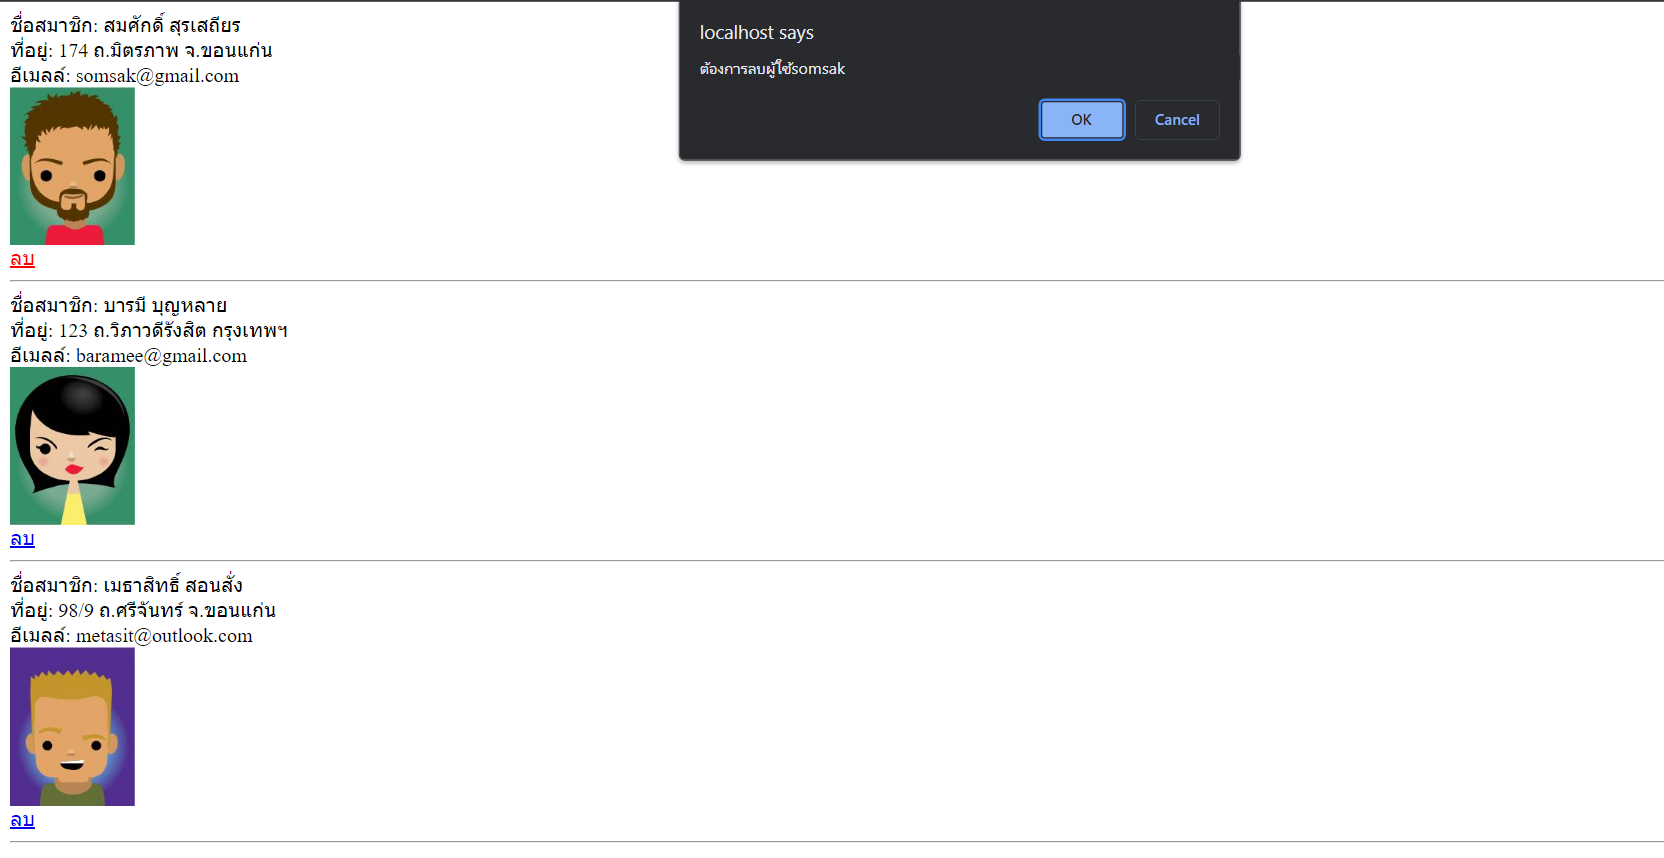 ชื่อสมาชิก: สมศักดิ์ สุรเสถียร
ที่อยู่: 174 ถ.มิตรภาพ จ.ขอนแก่น
อีเมลล์: somsak@gmail.com
ลบ
localhost says
ต้องการลบผู้ใช้somsak
OK
Cancel
ชื่อสมาชิก: บารมี บุญหลาย
ที่อยู่: 123 ถ.วิภาวดีรังสิต กรุงเทพฯ
อีเมลล์: baramee@gmail.com
ลบ
ชื่อสมาชิก: เมธาสิทธิ์ สอนสั่ง
ที่อยู่: 98/9 ถ.ศรีจันทร์ จ.ขอนแก่น
อีเมลล์: metasit@outlook.com
ลบ